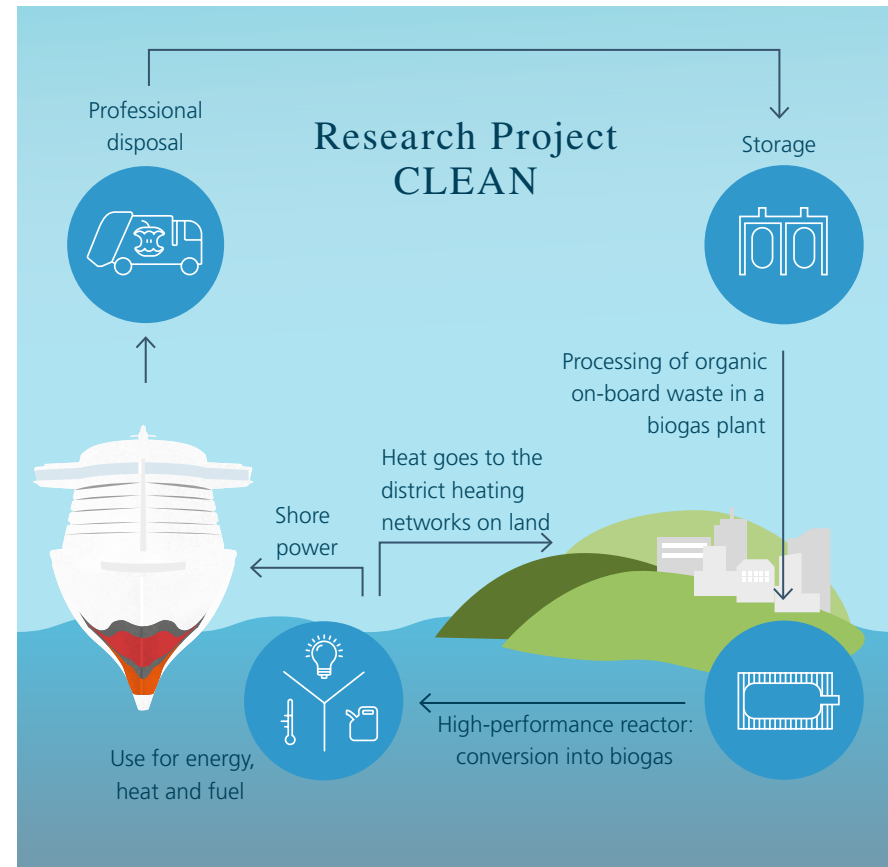 Professional
disposal
Research Project
CLEAN
Storage
Processing of organic
on-board waste in a
biogas plant
Heat goes to the
district heating
networks on land
Shore
power
High-performance reactor:
conversion into biogas
Use for energy,
heat and fuel